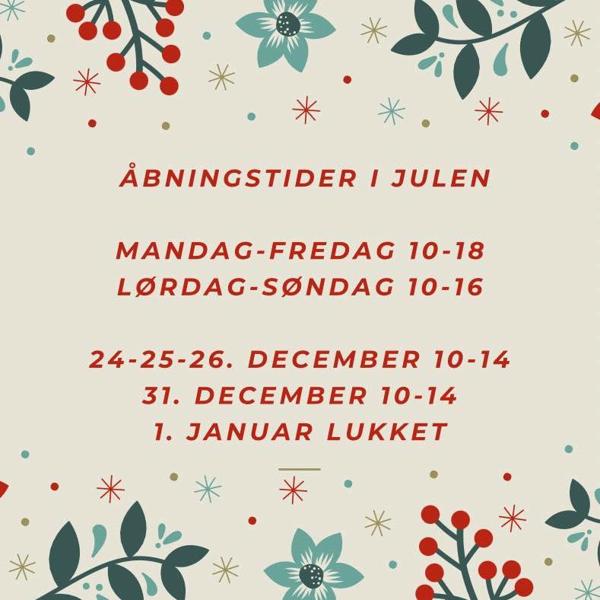 ÅBNINGSTIDER I JULEN
MANDAG-FREDAG 10-18
LØRDAG-SØNDAG 10-16
24-25-26. DECEMBER 10-14
31. DECEMBER 10-14
1. JANUAR LUKKET